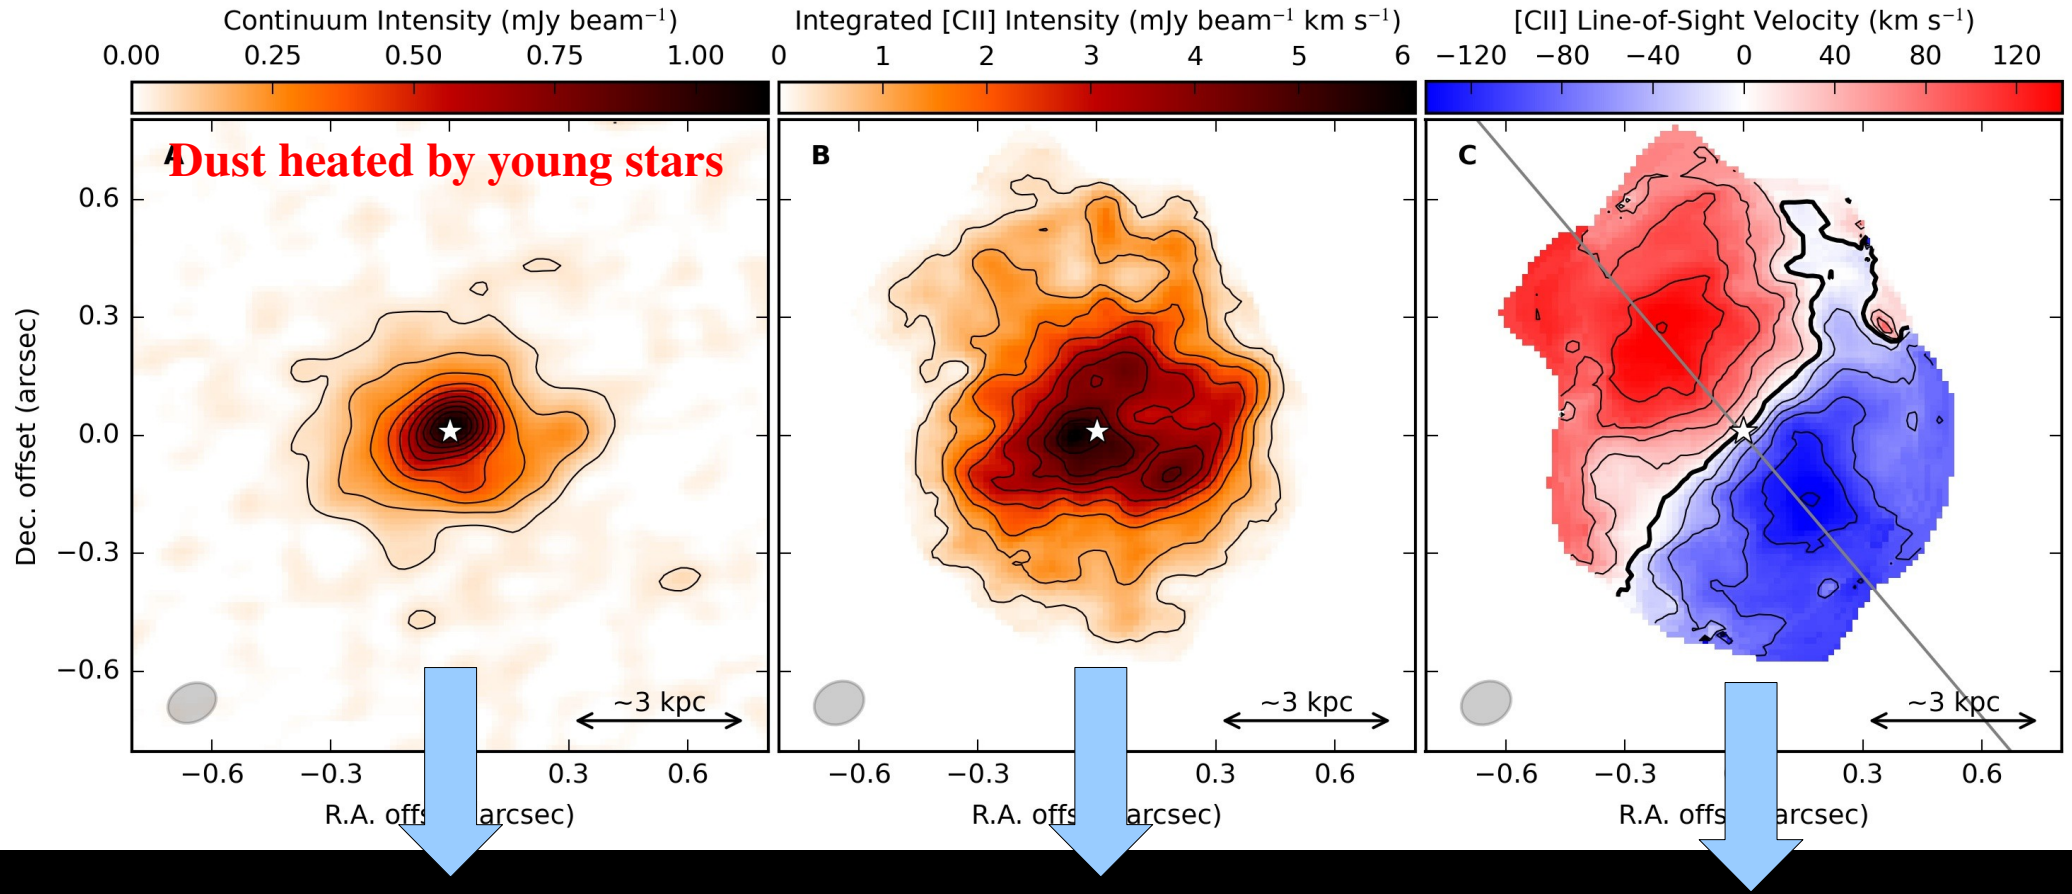 Continuum Intensity (mJy beam⁻¹)
0.00 0.25 0.50 0.75 1.00
Integrated [CII] Intensity (mJy beam⁻¹ km s⁻¹)
0 1 2 3 4 5 6
[CII] Line-of-Sight Velocity (km s⁻¹)
−120 −80 −40 0 40 80 120
A
Dust heated by young stars
B
C
Dec. offset (arcsec)
0.6
0.3
0.0
−0.3
−0.6
~3 kpc
~3 kpc
~3 kpc
−0.6 −0.3 0.3 0.6
−0.6 −0.3 0.3 0.6
−0.6 −0.3 0.3 0.6
R.A. offs arcsec)
R.A. offs arcsec)
R.A. offs arcsec)